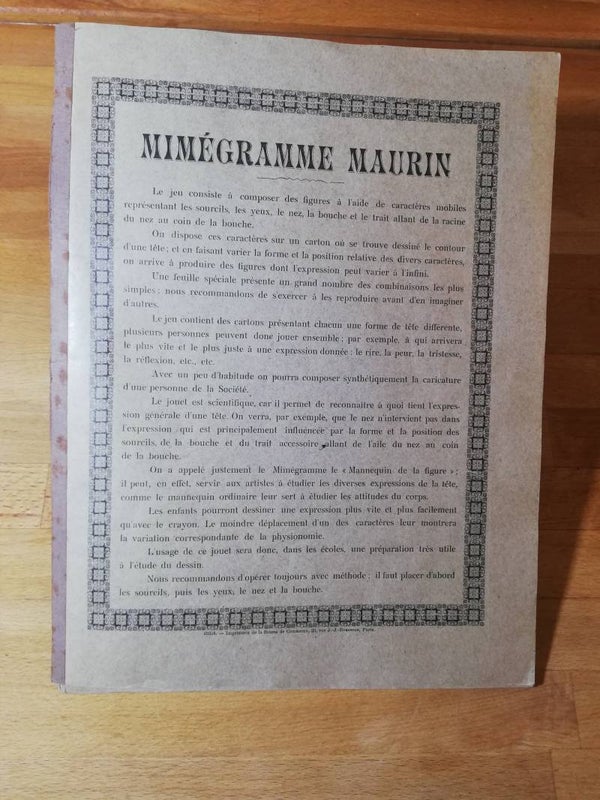 MIMÉGRAMME MAURIN
Le jeu consiste à composer des figures à l'aide de caractères mobiles
représentant les sourcils, les yeux, le nez, la bouche et le trait allant de la racine
du nez au coin de la bouche.
On dispose ces caractères sur un carton où se trouve dessiné le contour
d'une tête; et en faisant varier la forme et la position relative des divers caractères,
on arrive à produire des figures dont l'expression peut varier à l'infini.
Une feuille spéciale présente un grand nombre des combinaisons les plus
simples: nous recommandons de s'exercer à les reproduire avant d'en imaginer
d'autres.
Le jeu contient des cartons présentant chacun une forme de tête différente,
plusieurs personnes peuvent donc jouer ensemble; par exemple, à qui arrivera
le plus vite et le plus juste à une expression donnée: le rire, la peur, la tristesse,
la réflexion, etc., etc.
Avec un peu d'habitude on pourra composer synthétiquement la caricature
d'une personne de la Société.
Le jouet est scientifique, car il permet de reconnaître à quoi tient l'expres-
sion générale d'une tête. On verra, par exemple, que le nez n'intervient pas dans
l'expression qui est principalement influencée par la forme et la position des
sourcils, de la bouche et du trait accessoire allant de l'aile du nez au coin
de la bouche.
On a appelé justement le Mimégramme le « Mannequin de la figure »;
il peut, en effet, servir aux artistes à étudier les diverses expressions de la tête,
comme le mannequin ordinaire leur sert à étudier les attitudes du corps.
Les enfants pourront dessiner une expression plus vite et plus facilement
qu'avec le crayon. Le moindre déplacement d'un des caractères leur montrera
la variation correspondante de la physionomie.
L'usage de ce jouet sera donc, dans les écoles, une préparation très utile
à l'étude du dessin.
Nous recommandons d'opérer toujours avec méthode: il faut placer d'abord
les sourcils, puis les yeux, le nez et la bouche.
— Imprimerie de la Bourse de Commerce, rue J.-J.-Rousseau, Paris.